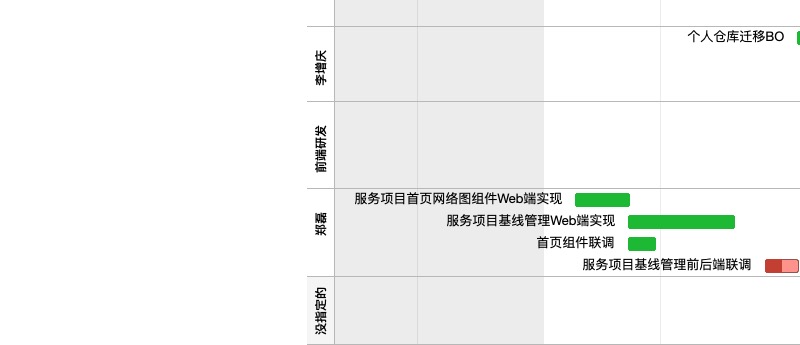 个人仓库迁移BO
李增庆
前端研发
服务项目首页网络图组件Web端实现
服务项目基线管理Web端实现
郑磊
首页组件联调
服务项目基线管理前后端联调
没指定的